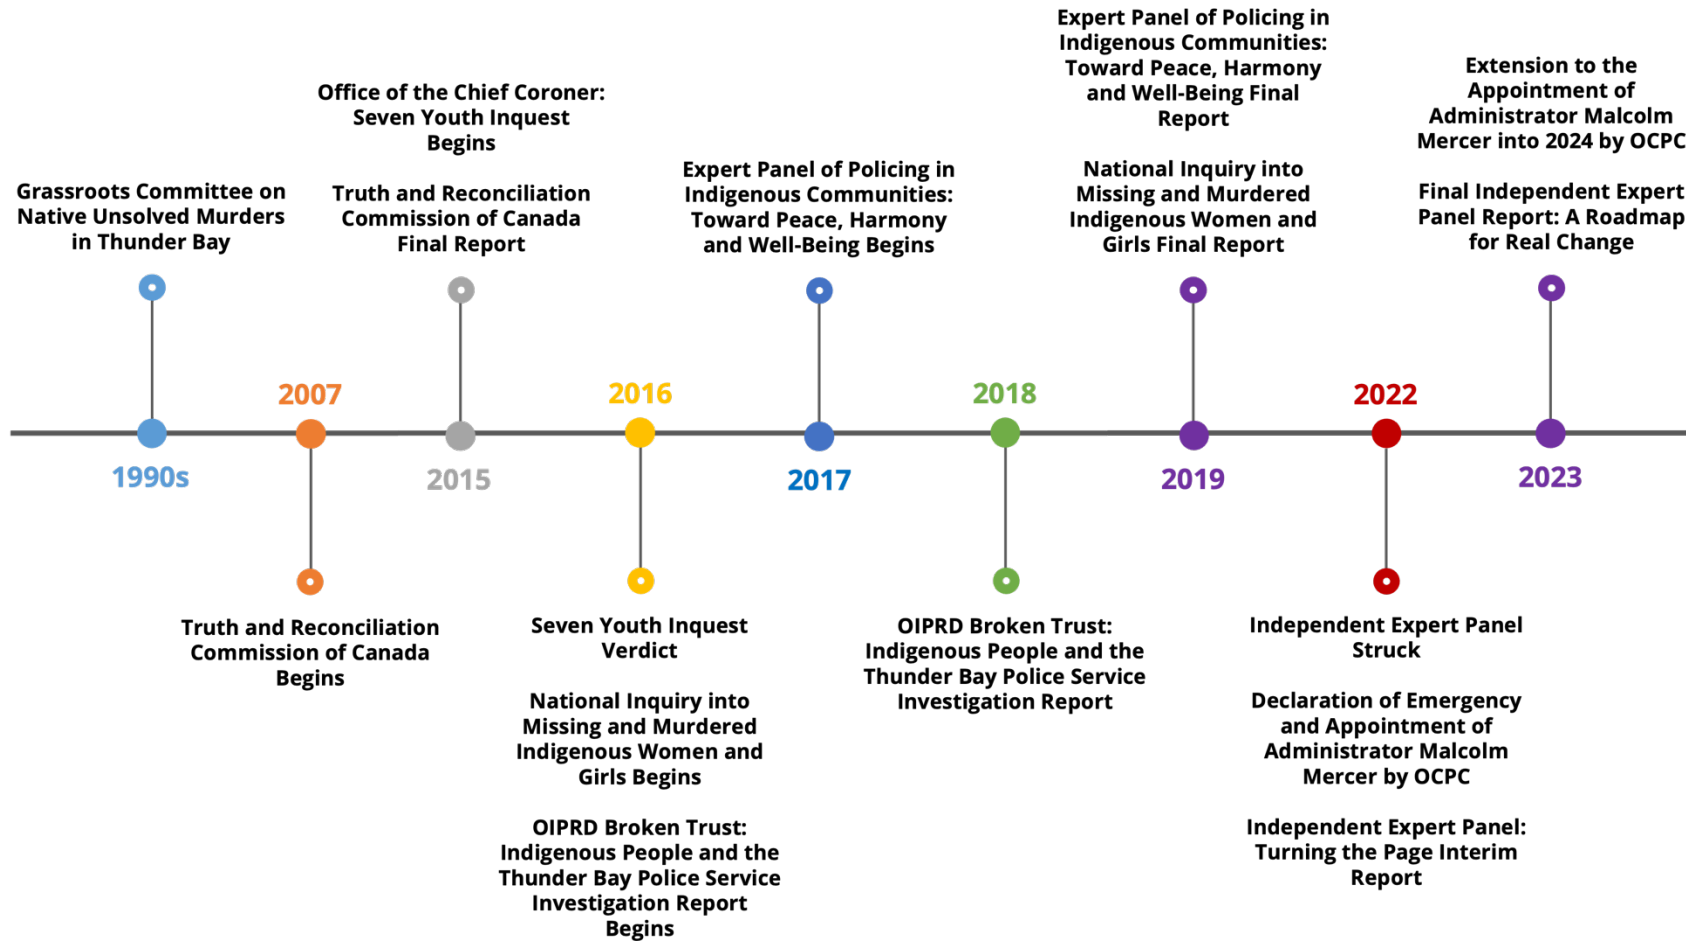 Grassroots Committee on
Native Unsolved Murders
in Thunder Bay
1990s
2007
Truth and Reconciliation
Commission of Canada
Begins
Office of the Chief Coroner:
Seven Youth Inquest
Begins
Truth and Reconciliation
Commission of Canada
Final Report
2015
2016
Seven Youth Inquest
Verdict
National Inquiry into
Missing and Murdered
Indigenous Women and
Girls Begins
OIPRD Broken Trust:
Indigenous People and the
Thunder Bay Police Service
Investigation Report
Begins
Expert Panel of Policing in
Indigenous Communities:
Toward Peace, Harmony
and Well-Being Begins
2017
2018
OIPRD Broken Trust:
Indigenous People and the
Thunder Bay Police Service
Investigation Report
Expert Panel of Policing in
Indigenous Communities:
Toward Peace, Harmony
and Well-Being Final
Report
National Inquiry into
Missing and Murdered
Indigenous Women and
Girls Final Report
2019
2022
Independent Expert Panel
Struck
Declaration of Emergency
and Appointment of
Administrator Malcolm
Mercer by OCPC
Independent Expert Panel:
Turning the Page Interim
Report
Extension to the
Appointment of
Administrator Malcolm
Mercer into 2024 by OCPC
Final Independent Expert
Panel Report: A Roadmap
for Real Change
2023